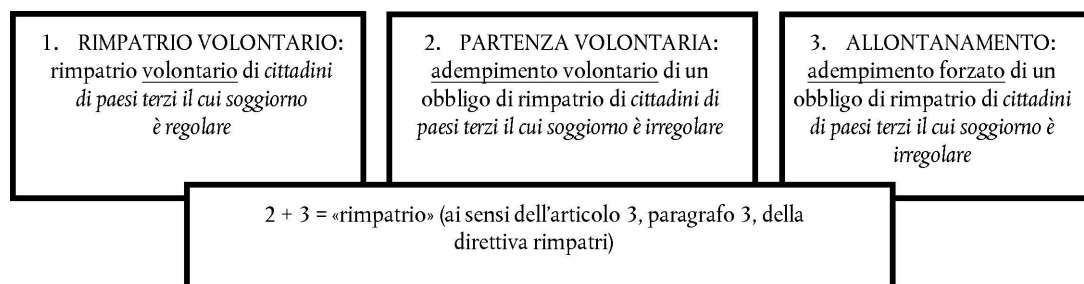 1. RIMPATRIO VOLONTARIO:
rimpatrio volontario di cittadini
di paesi terzi il cui soggiorno
è regolare
2. PARTENZA VOLONTARIA:
adempimento volontario di un
obbligo di rimpatrio di cittadini di
paesi terzi il cui soggiorno è irregolare
3. ALLONTANAMENTO:
adempimento forzato di un
obbligo di rimpatrio di cittadini
di paesi terzi il cui soggiorno è
irregolare
2 + 3 = «rimpatrio» (ai sensi dell'articolo 3, paragrafo 3, della
direttiva rimpatri)